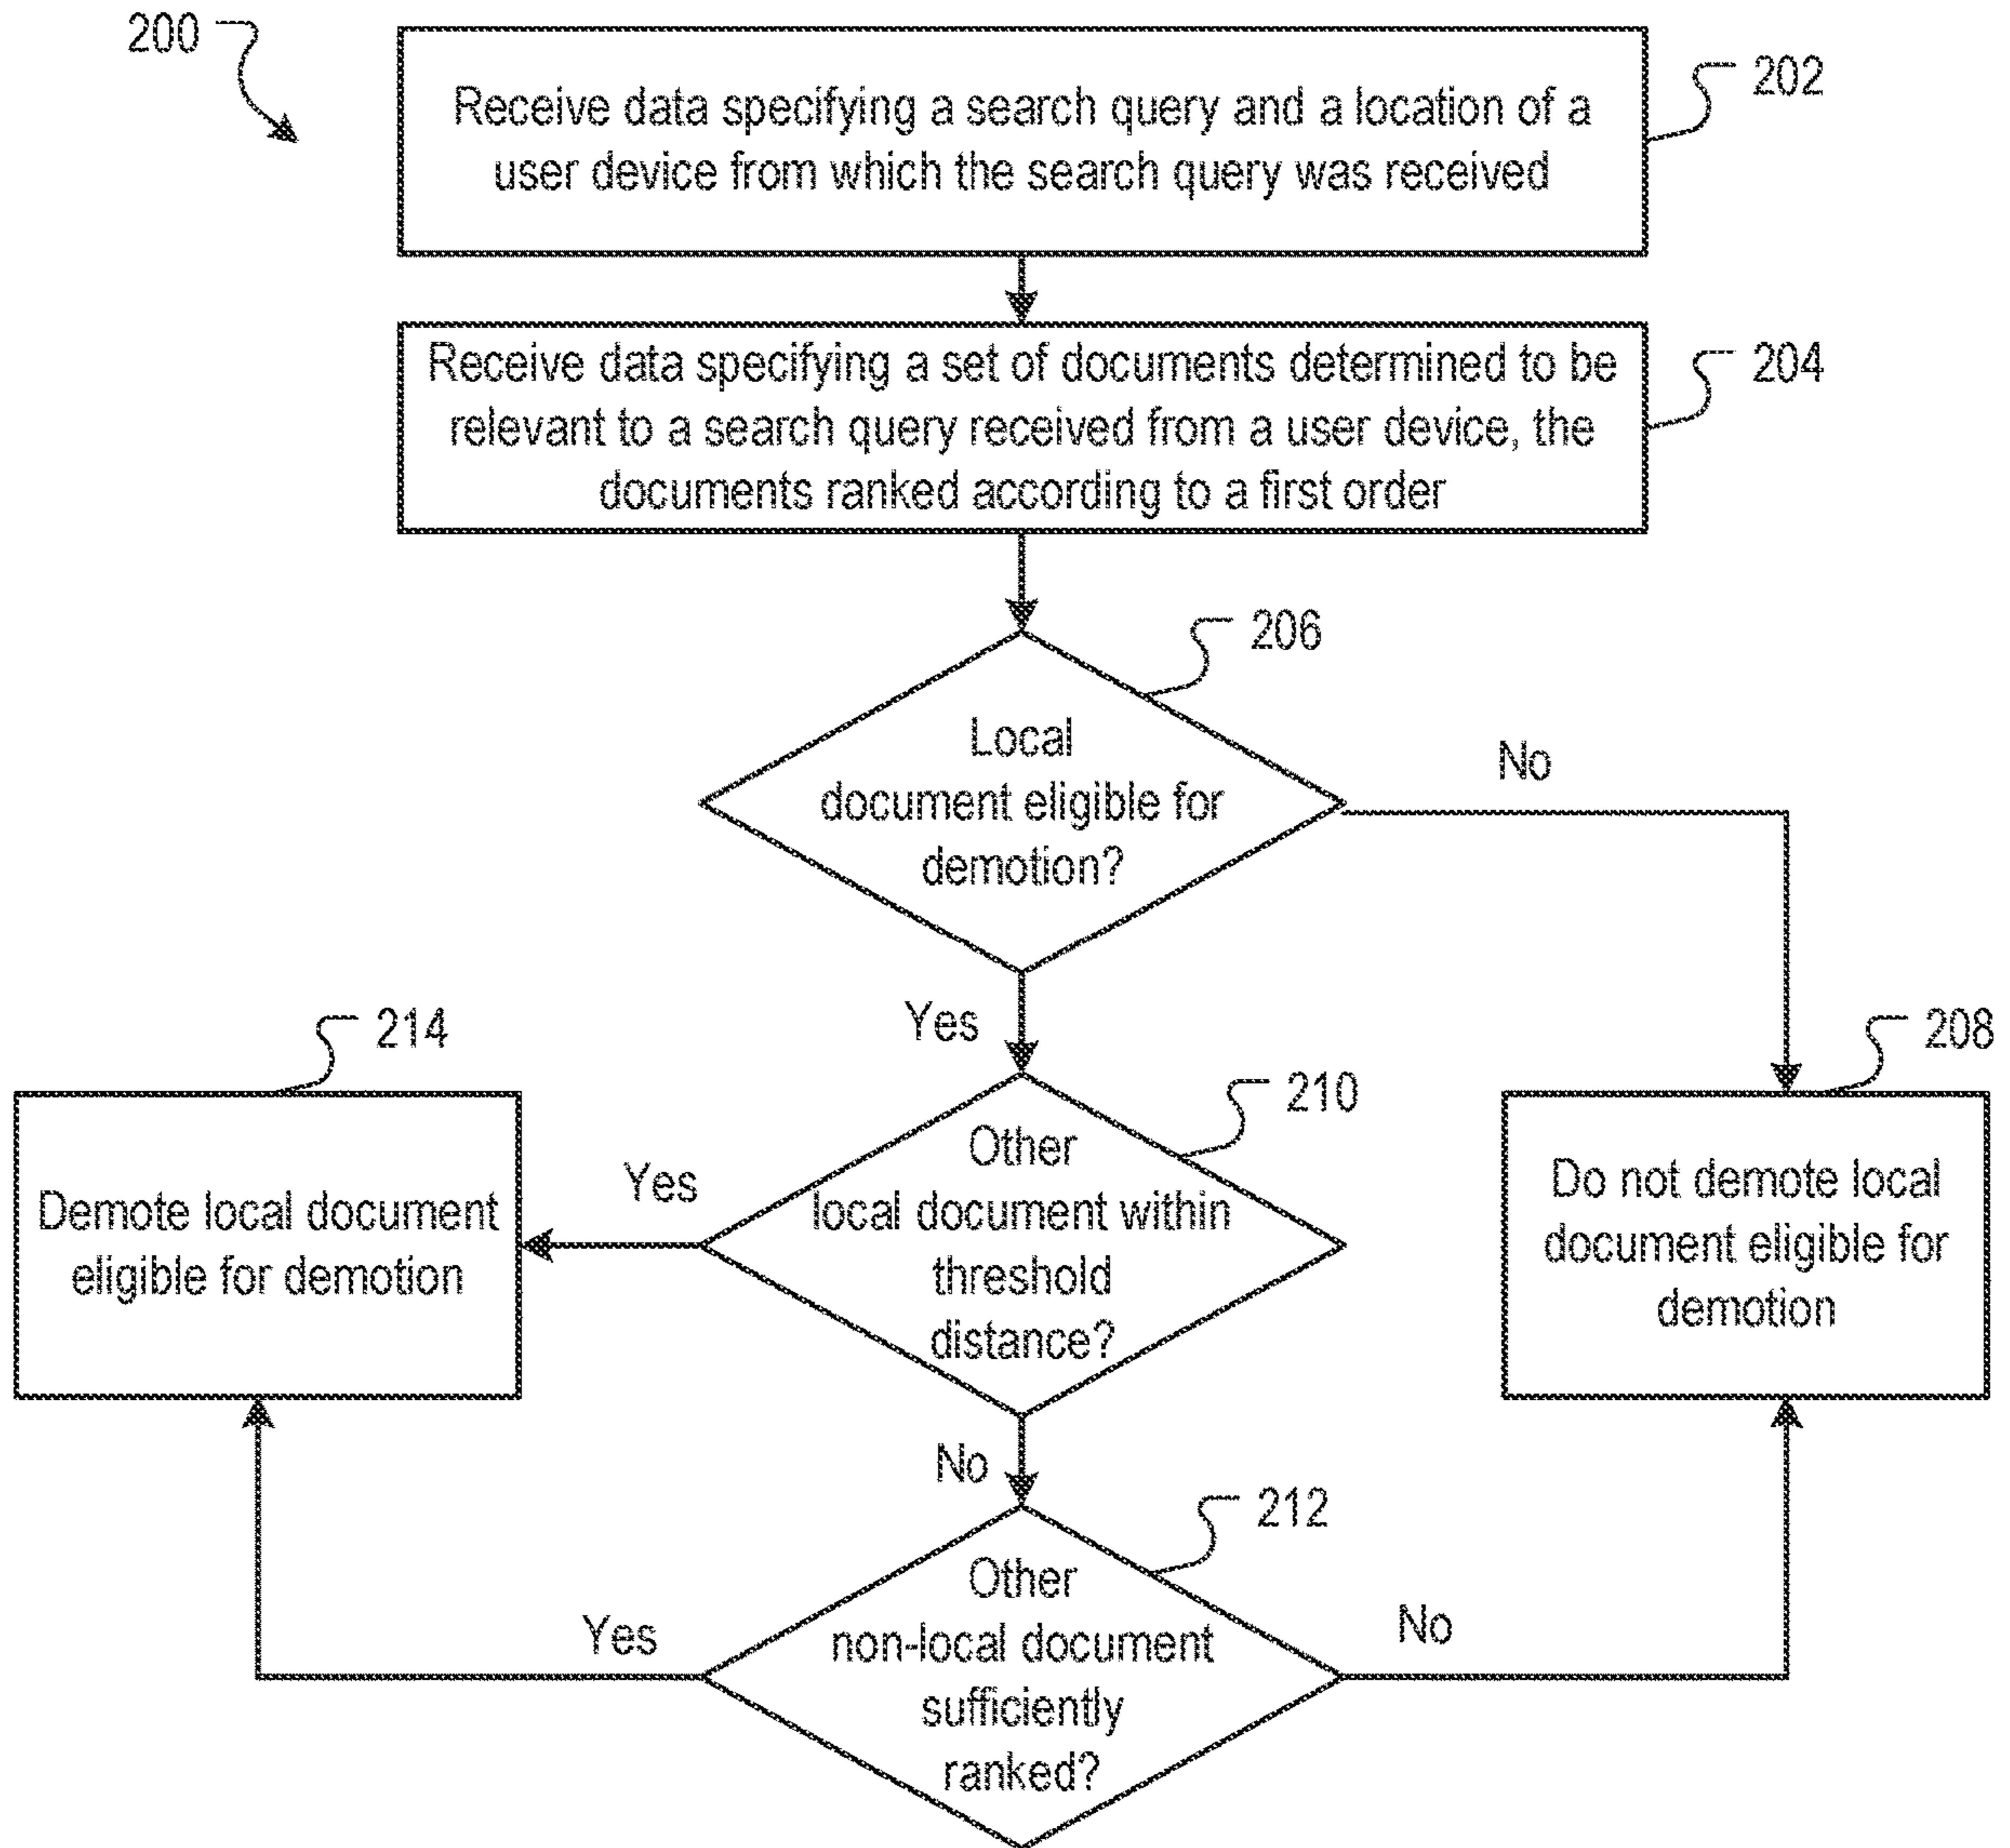 200
Receive data specifying a search query and a location of a
user device from which the search query was received
202
Receive data specifying a set of documents determined to be
relevant to a search query received from a user device, the
documents ranked according to a first order
204
206
Local
document eligible for
demotion?
No
Yes
214
208
210
Other
local document within
threshold
distance?
Yes
Demote local document
eligible for demotion
Do not demote local
document eligible for
demotion
No
212
Other
non-local document
sufficiently
ranked?
Yes
No